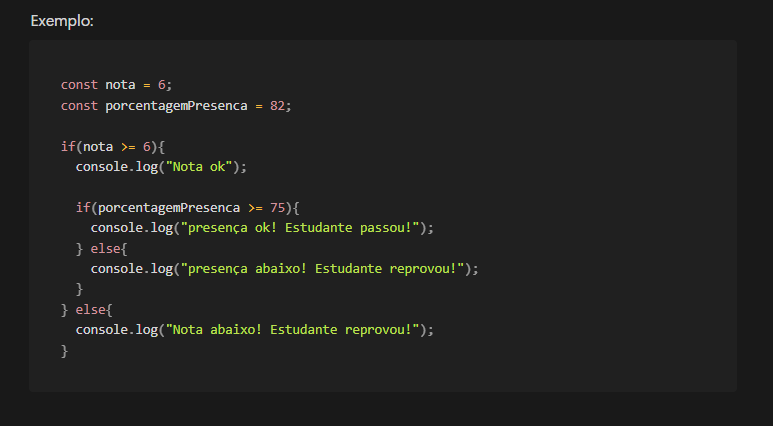 Exemplo:
const nota = 6;
const porcentagemPresenca = 82;
if(nota >= 6){
console.log("Nota ok");
if(porcentagemPresenca >= 75){
console.log("presença ok! Estudante passou!");
} else{
console.log("presença abaixo! Estudante reprovou!");
}
} else{
console.log("Nota abaixo! Estudante reprovou!");
}